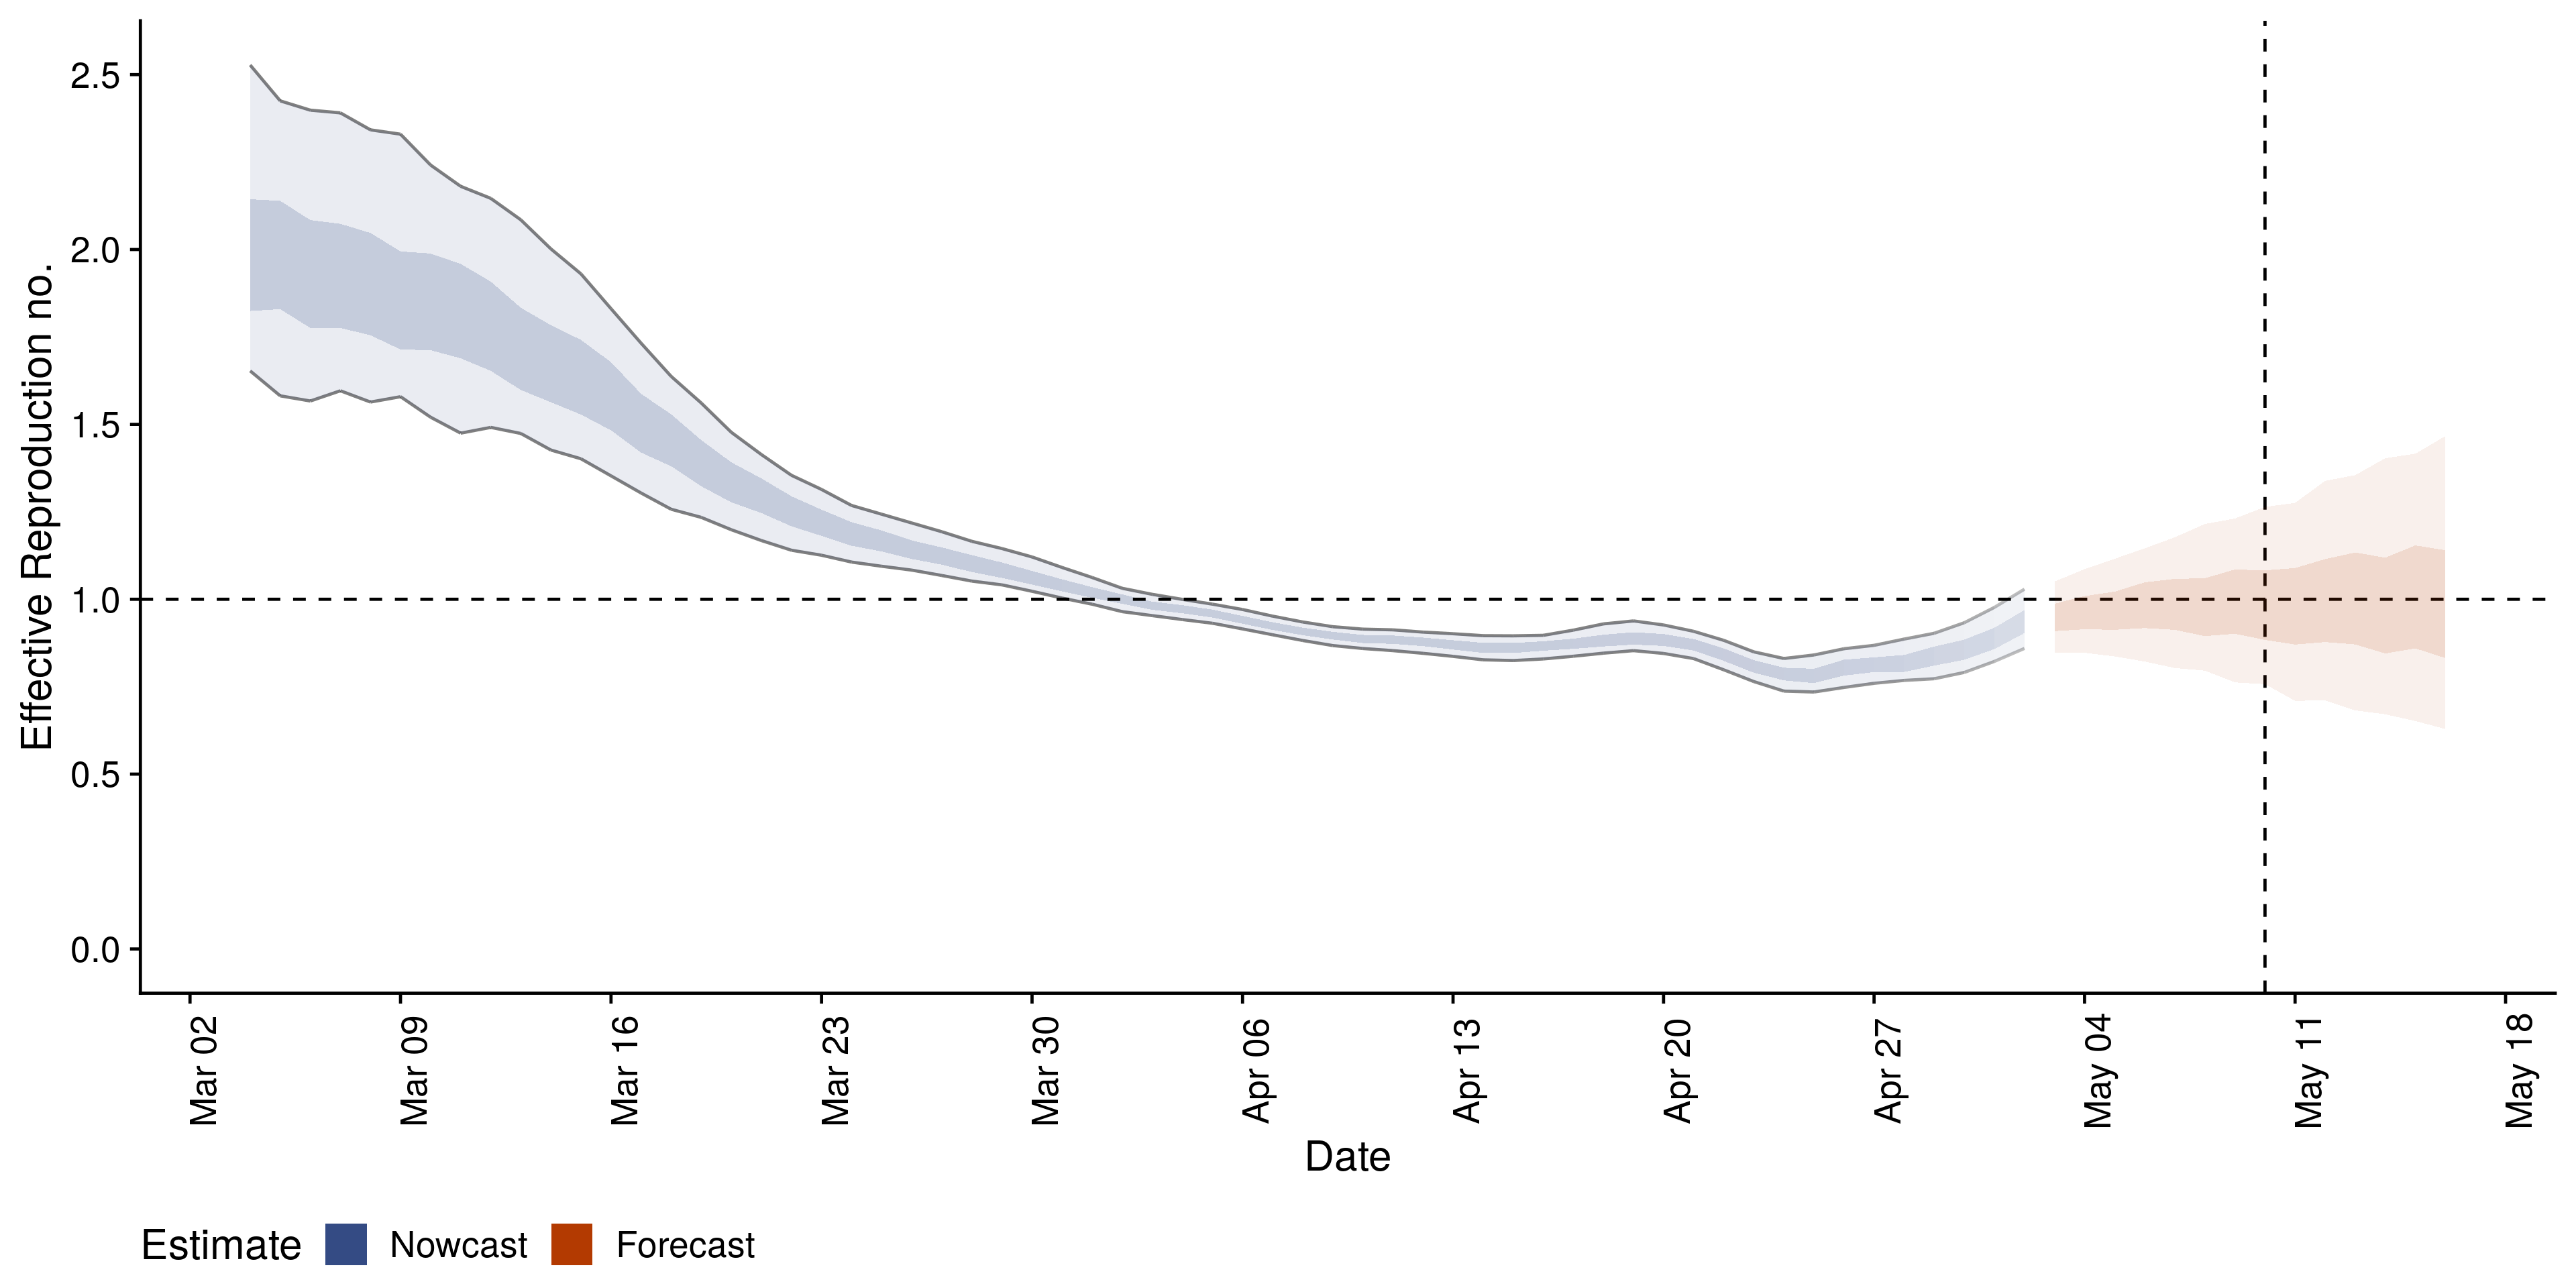 Effective Reproduction no.
2.5
2.0
1.5
1.0
0.5
0.0
Mar 02
Mar 09
Mar 16
Mar 23
Mar 30
Apr 06
Apr 13
Apr 20
Apr 27
May 04
May 11
May 18
Date
Estimate Nowcast Forecast